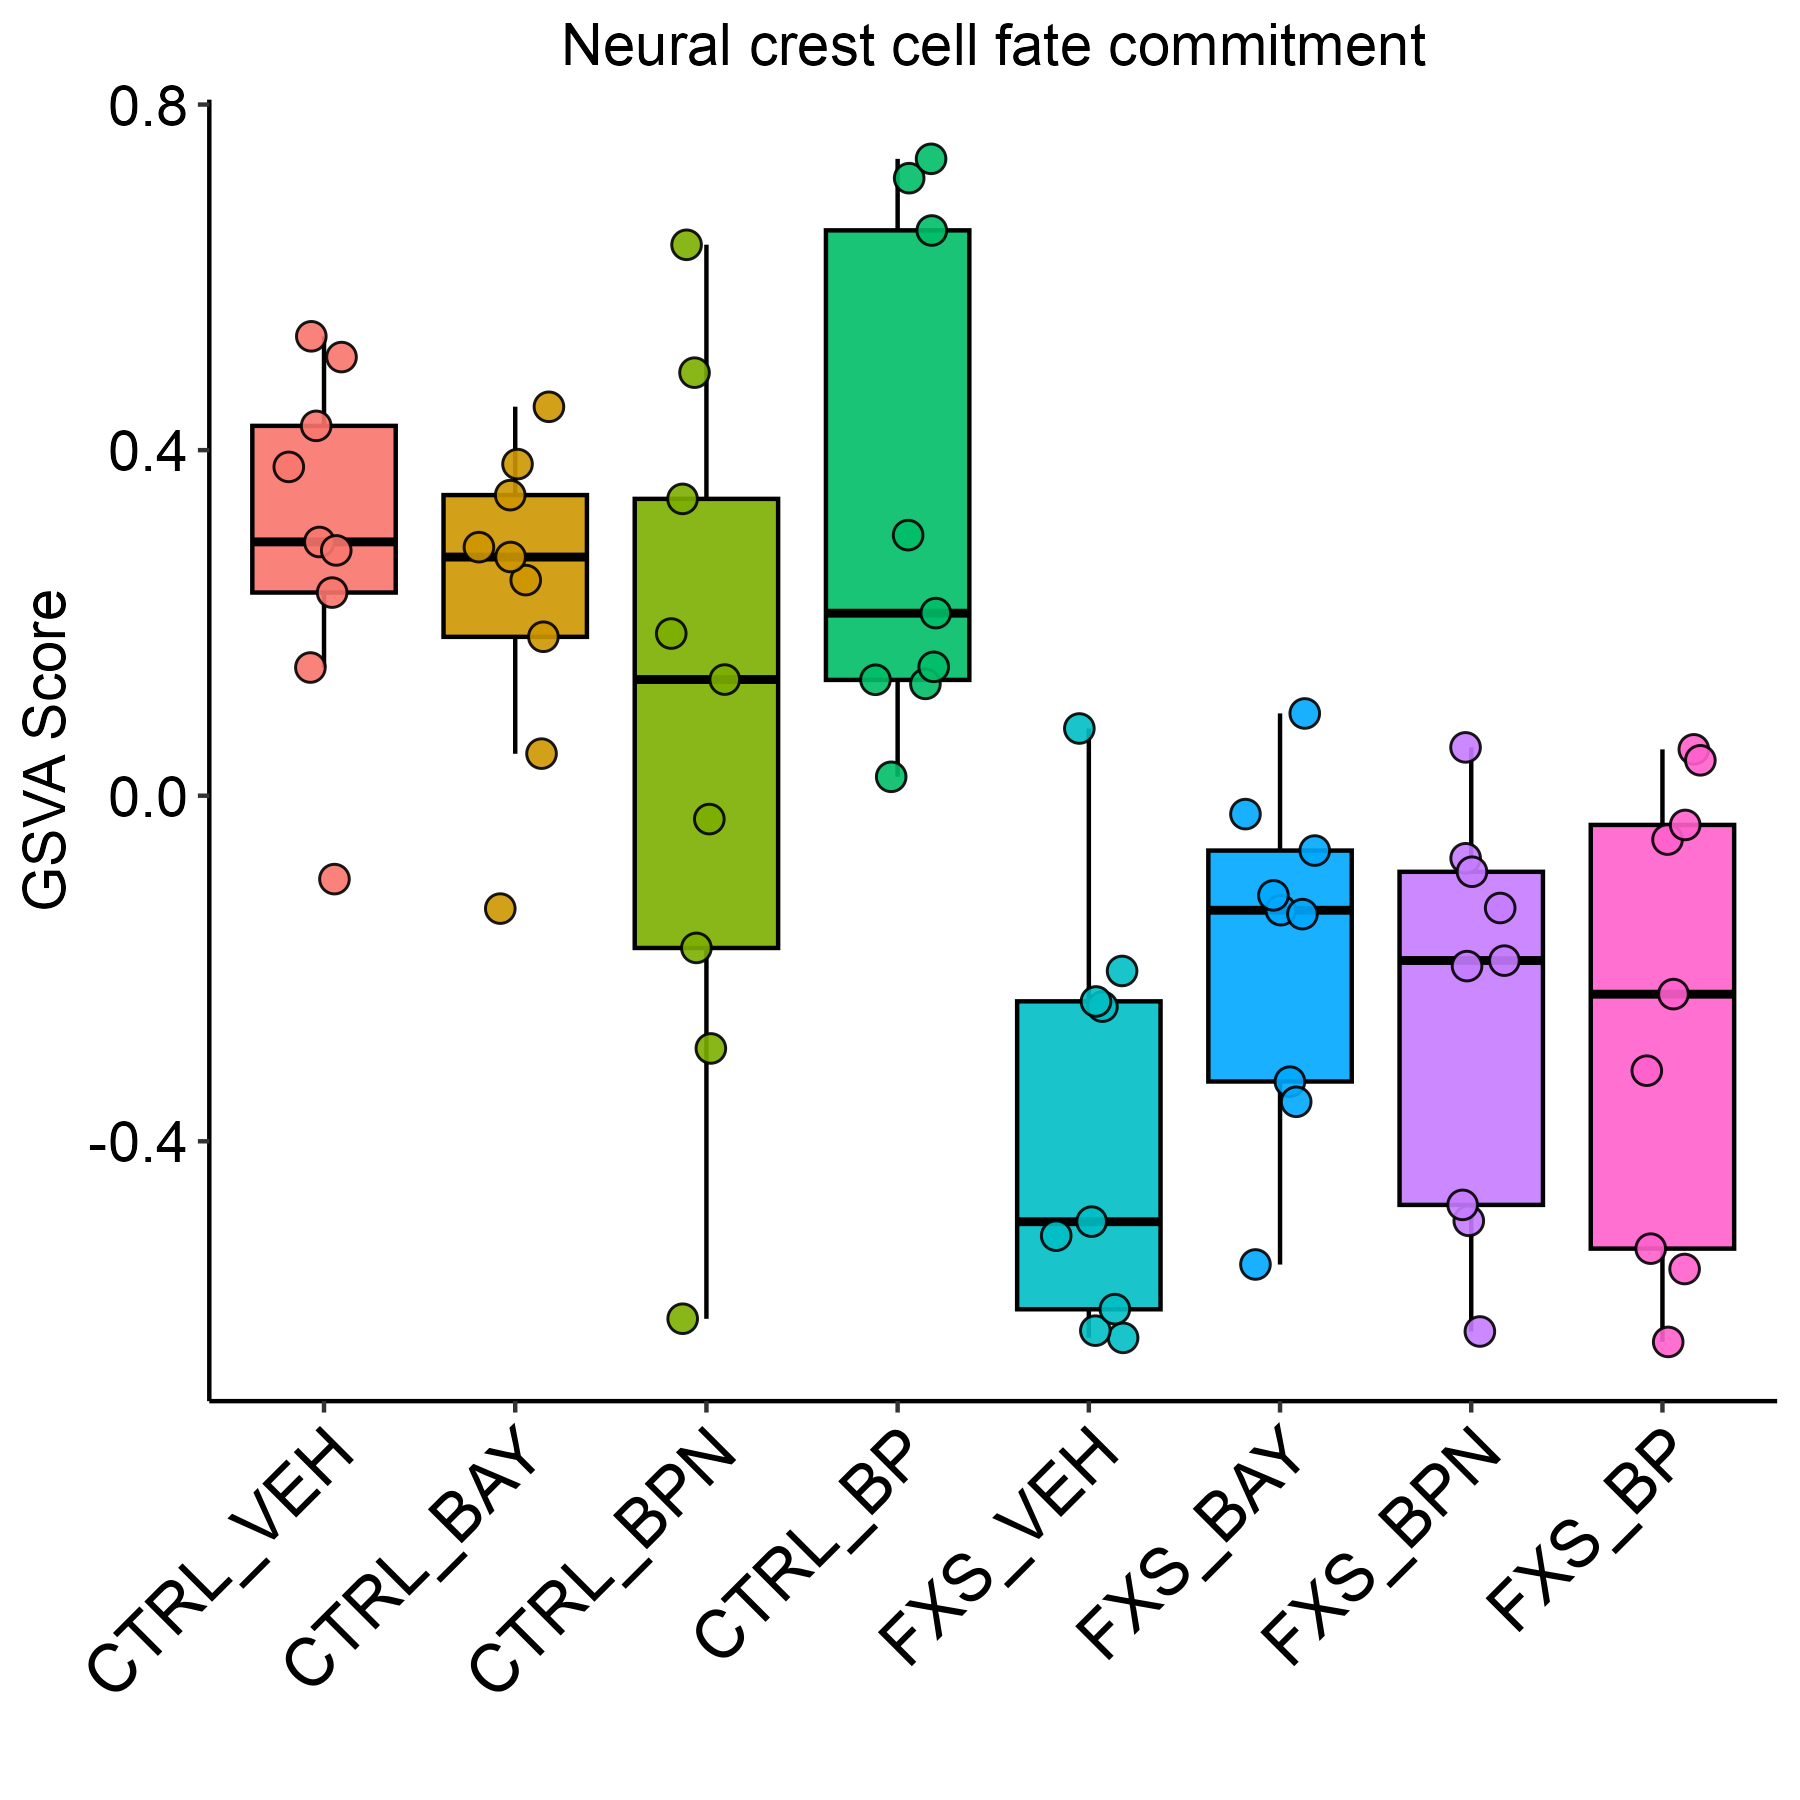 Neural crest cell fate commitment
0.8
0.4
0.0
-0.4
GSVA Score
CTRL_VEH
CTRL_BAY
CTRL_BPN
CTRL_BP
FXS_VEH
FXS_BAY
FXS_BPN
FXS_BP